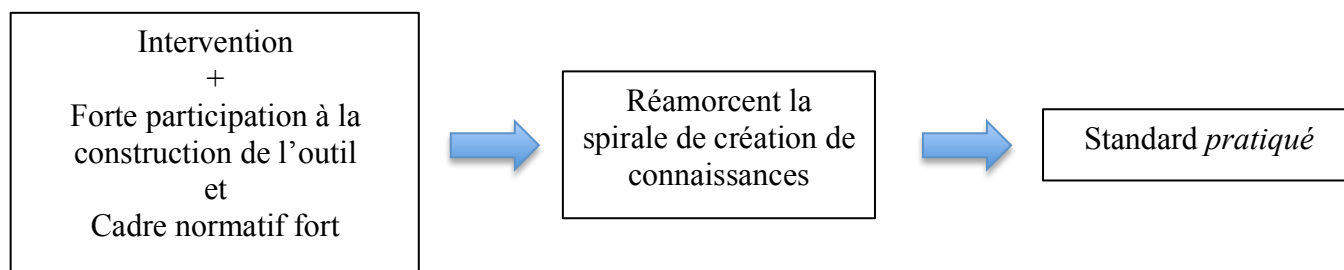 Intervention
+
Forte participation à la
construction de l’outil
et
Cadre normatif fort
Réamorcent la
spirale de création de
connaissances
Standard pratiqué